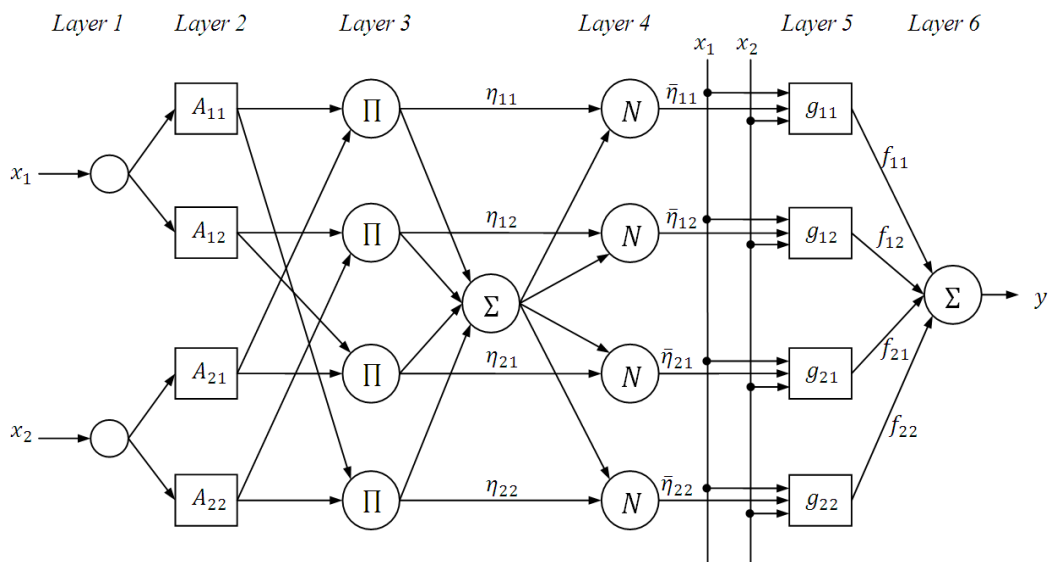 Layer 1 Layer 2 Layer 3 Layer 4 Layer 5 Layer 6
x₁ x₂
A₁₁ Π η₁₁ N η̄₁₁ g₁₁
f₁₁
x₁
A₁₂ Π η₁₂ N η̄₁₂ g₁₂ f₁₂
Σ Σ y
A₂₁ Π η₂₁ N η̄₂₁ g₂₁ f₂₁
x₂
f₂₂
A₂₂ Π η₂₂ N η̄₂₂ g₂₂